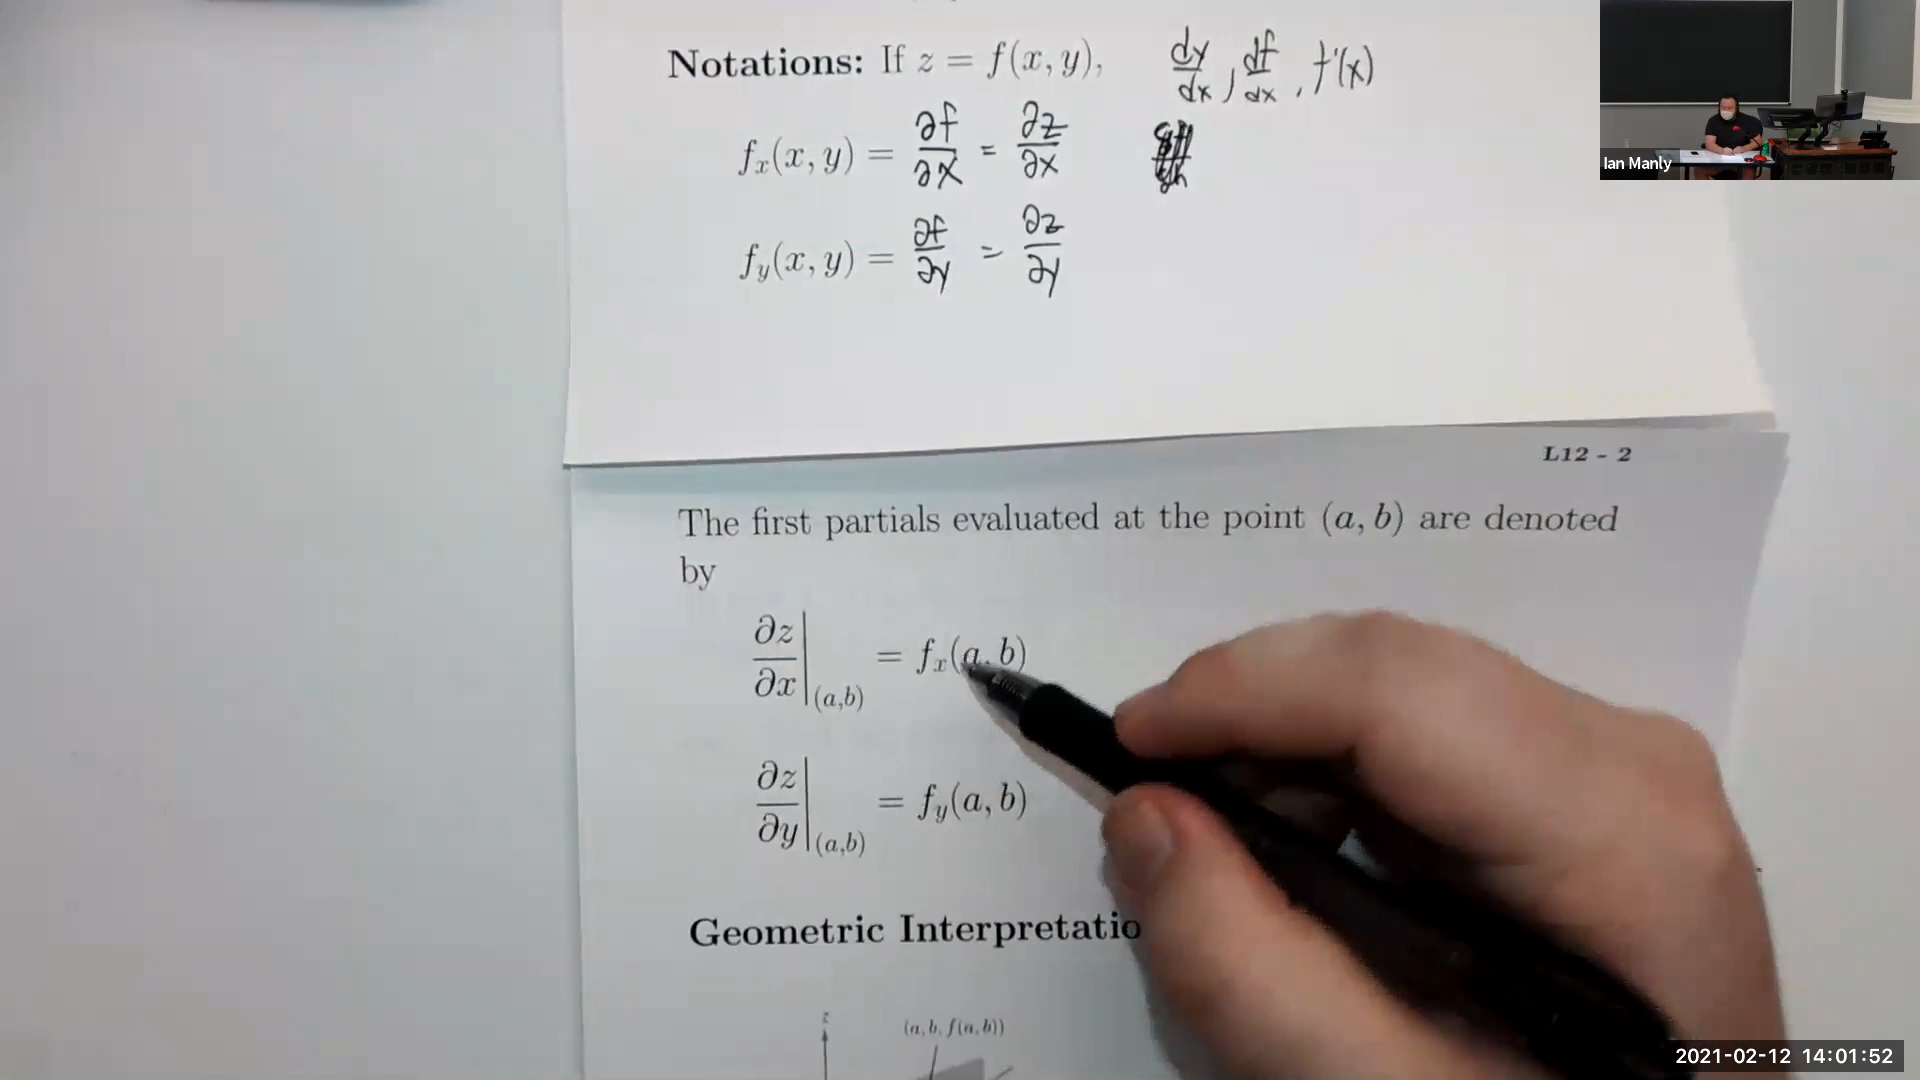 Notations: If z = f(x, y), dy/dx, df/dx, f'(x)
f_x(x, y) = ∂f/∂x = ∂z/∂x
f_y(x, y) = ∂f/∂y = ∂z/∂y
Ian Manly
L12 - 2
The first partials evaluated at the point (a, b) are denoted
by
∂z/∂x|_(a,b) = f_x(a, b)
∂z/∂y|_(a,b) = f_y(a, b)
Geometric Interpretatio
z
(a, b, f(a, b))
2021-02-12 14:01:52